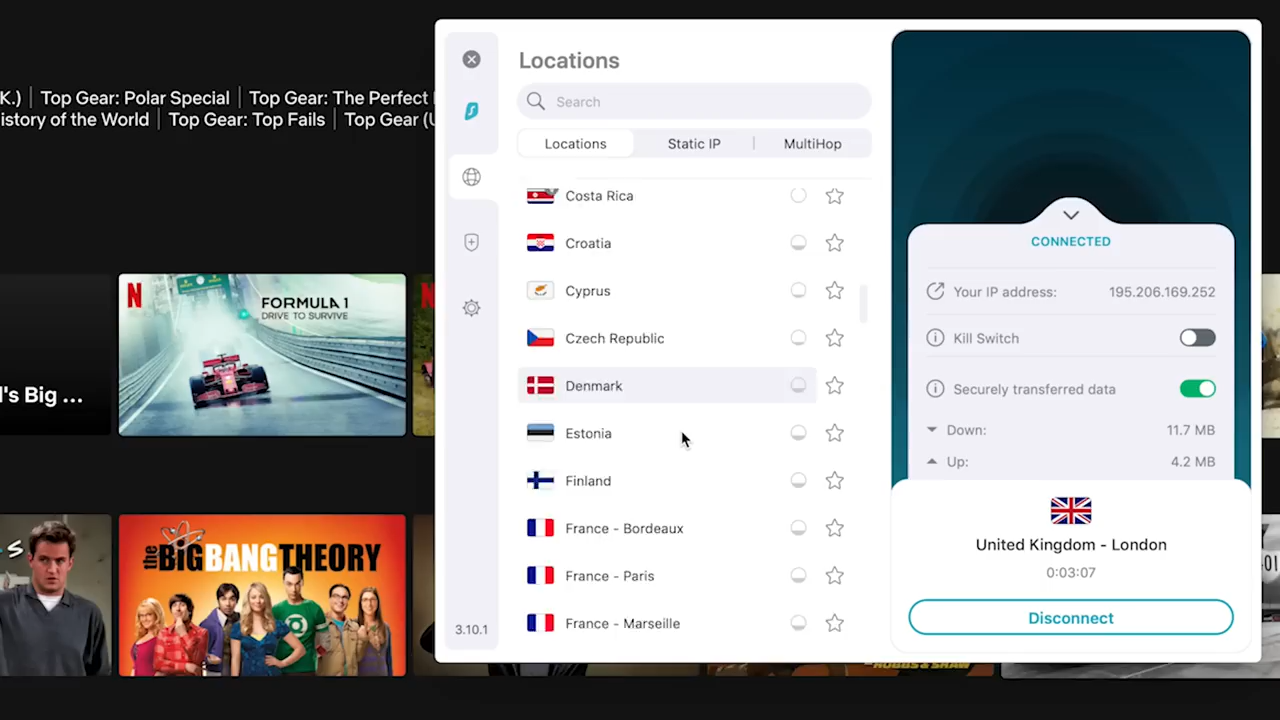 K.) | Top Gear: Polar Special | Top Gear: The Perfect
istory of the World | Top Gear: Top Fails | Top Gear (U
l's Big ...
N
FORMULA 1
DRIVE TO SURVIVE
S
the BIG BANG THEORY
HOBBS & SHAW
-01
Locations
Search
Locations
Static IP
MultiHop
Costa Rica
Croatia
Cyprus
Czech Republic
Denmark
Estonia
Finland
France - Bordeaux
France - Paris
France - Marseille
3.10.1
CONNECTED
Your IP address: 195.206.169.252
Kill Switch
Securely transferred data
Down: 11.7 MB
Up: 4.2 MB
United Kingdom - London
0:03:07
Disconnect